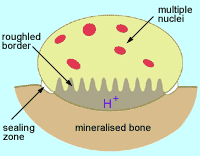 multiple
nuclei
roughled
border
H+
sealing
zone
mineralised bone